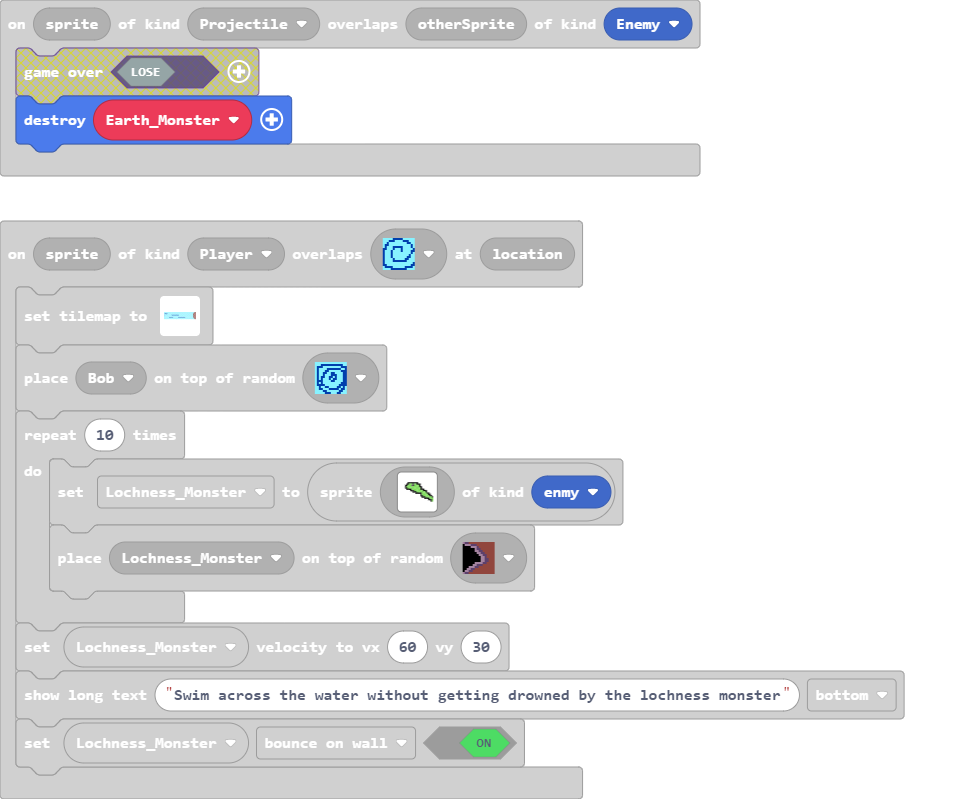 on sprite of kind Projectile overlaps otherSprite of kind Enemy
game over LOSE
destroy Earth_Monster
on sprite of kind Player overlaps at location
set tilemap to
place Bob on top of random
repeat 10 times
do
set Lochness_Monster to sprite of kind enmy
place Lochness_Monster on top of random
set Lochness_Monster velocity to vx 60 vy 30
show long text "Swim across the water without getting drowned by the lochness monster" bottom
set Lochness_Monster bounce on wall ON